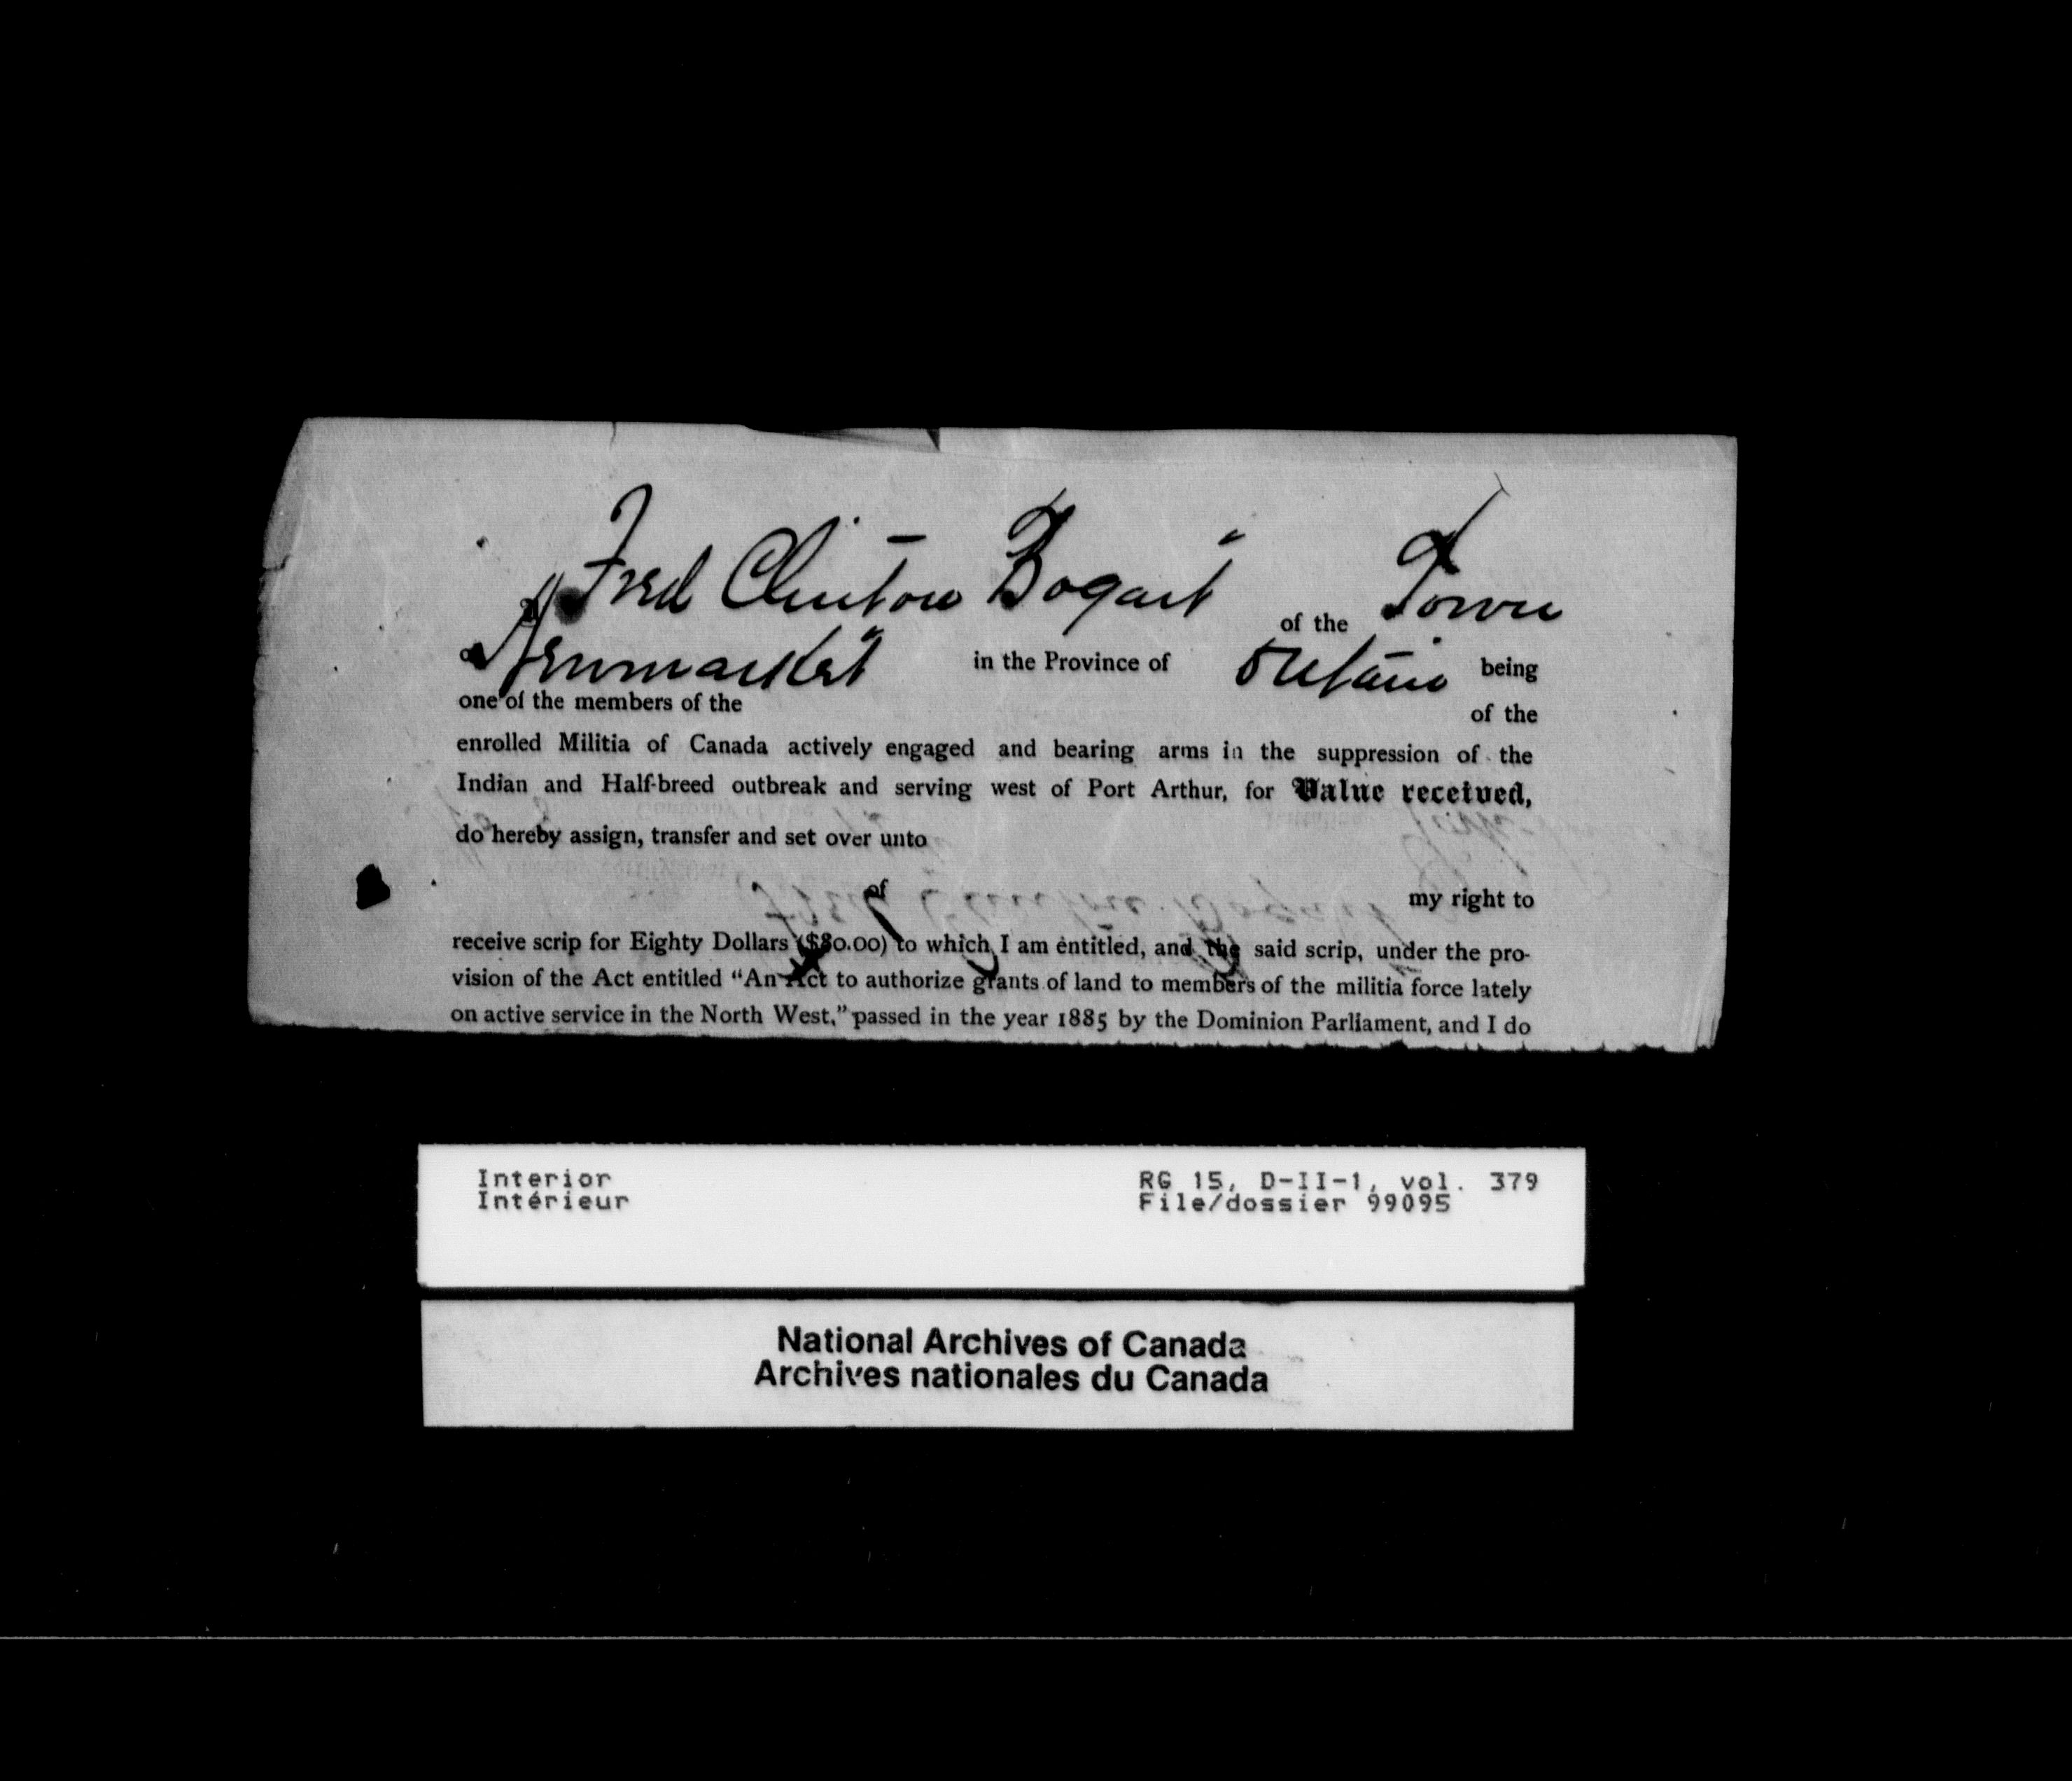 I Fred Clinton Bogart of the Town
of Newmarket in the Province of Ontario being
one of the members of the of the
enrolled Militia of Canada actively engaged and bearing arms in the suppression of the
Indian and Half-breed outbreak and serving west of Port Arthur, for Value received,
do hereby assign, transfer and set over unto
of my right to
receive scrip for Eighty Dollars ($80.00) to which I am entitled, and the said scrip, under the pro-
vision of the Act entitled "An Act to authorize grants of land to members of the militia force lately
on active service in the North West," passed in the year 1885 by the Dominion Parliament, and I do
Interior
Intérieur
RG 15, D-II-1, vol. 379
File/dossier 99095
National Archives of Canada
Archives nationales du Canada